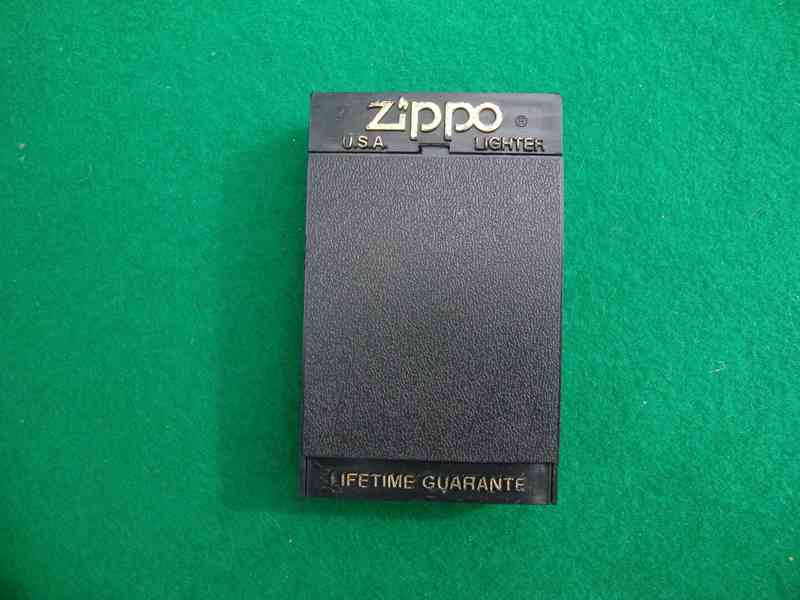 Zippo ®
U.S.A. LIGHTER
LIFETIME GUARANTE